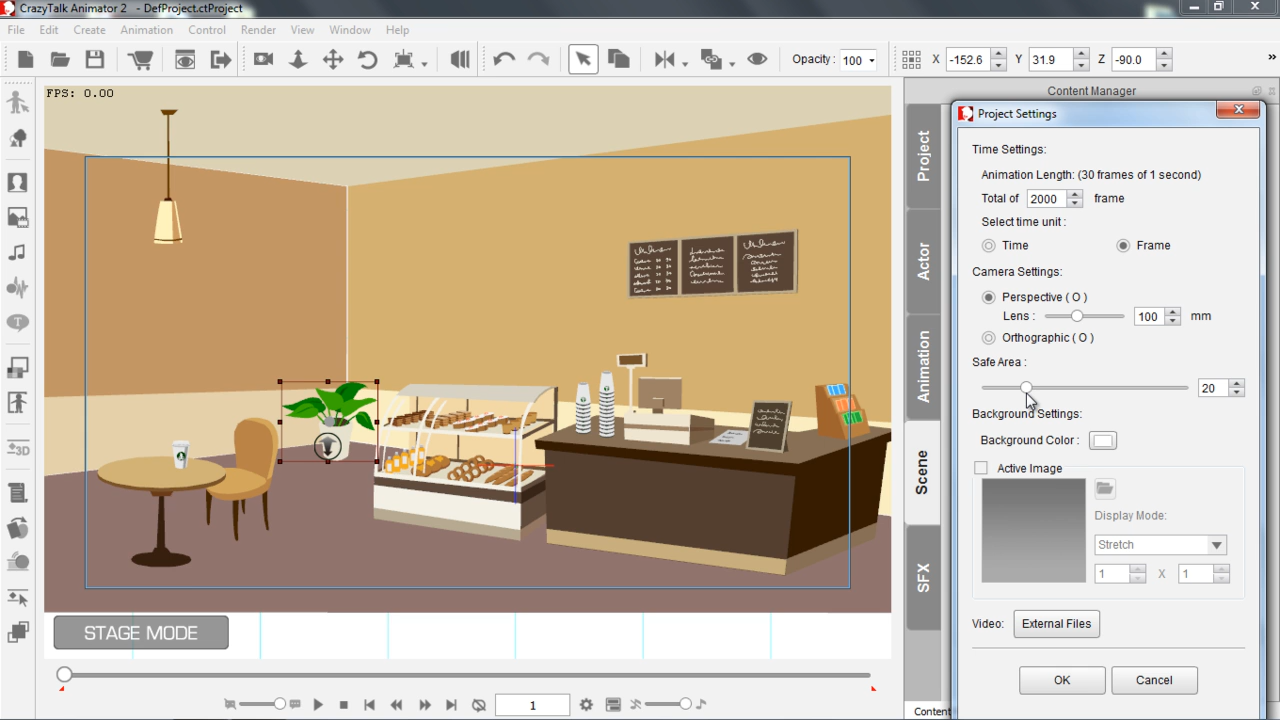 CrazyTalk Animator 2 - DefProject.ctProject
File Edit Create Animation Control Render View Window Help
Opacity: 100 X -152.6 Y 31.9 Z -90.0 »
FPS: 0.00
Content Manager
Project
Actor
Animation
Scene
SFX
Project Settings
Time Settings:
Animation Length: (30 frames of 1 second)
Total of 2000 frame
Select time unit :
Time Frame
Camera Settings:
Perspective ( O )
Lens : 100 mm
Orthographic ( O )
Safe Area :
20
Background Settings:
Background Color :
Active Image
Display Mode:
Stretch
1 X 1
Video: External Files
OK Cancel
STAGE MODE
1
Content
3D
T